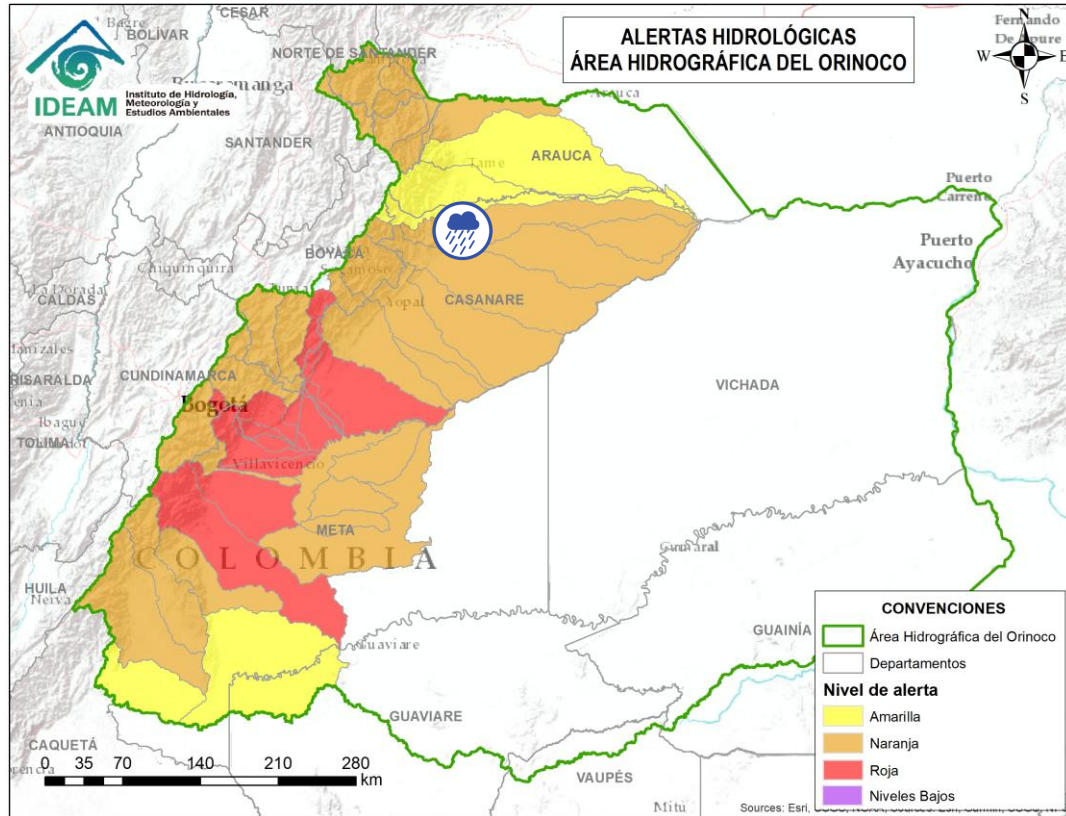 ALERTAS HIDROLÓGICAS
ÁREA HIDROGRÁFICA DEL ORINOCO
N
W
E
S
IDEAM
Instituto de Hidrología,
Meteorología y
Estudios Ambientales
CESAR
BOLÍVAR
NORTE DE SANTANDER
ANTIOQUIA
SANTANDER
ARAUCA
Arauca
Tame
Puerto
Carreño
Puerto
Ayacucho
BOYACÁ
Chiquinquira
La Dorada
CALDAS
Yopal
CASANARE
RISARALDA
CUNDINAMARCA
Bogotá
VICHADA
Ibagué
TOLIMA
Villavicencio
META
COLOMBIA
HUILA
Neiva
Guaviare
GUAINÍA
GUAVIARE
CAQUETÁ
VAUPÉS
Mitú
0 35 70 140 210 280
km
CONVENCIONES
Área Hidrográfica del Orinoco
Departamentos
Nivel de alerta
Amarilla
Naranja
Roja
Niveles Bajos
Sources: Esri,